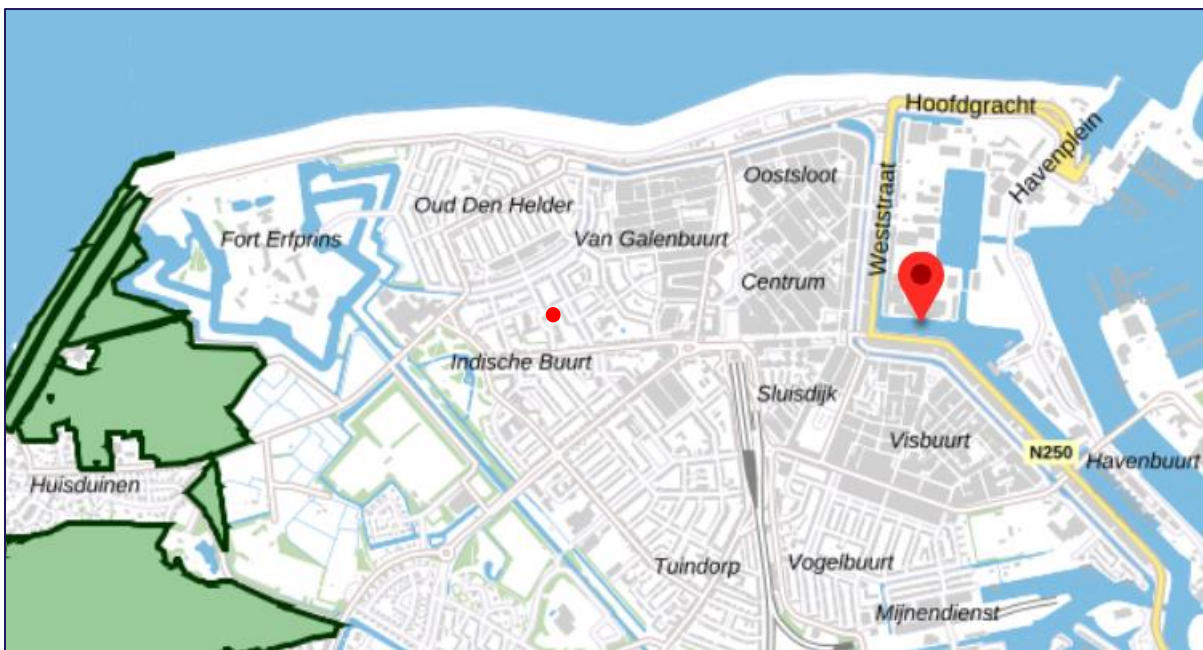 Hoofdgracht
Havenplein
Oostsloot
Oud Den Helder
Weststraat
Fort Erfprins
Van Galenbuurt
Centrum
Indische Buurt
Sluisdijk
Visbuurt
N250
Havenbuurt
Huisduinen
Tuindorp
Vogelbuurt
Mijnendienst